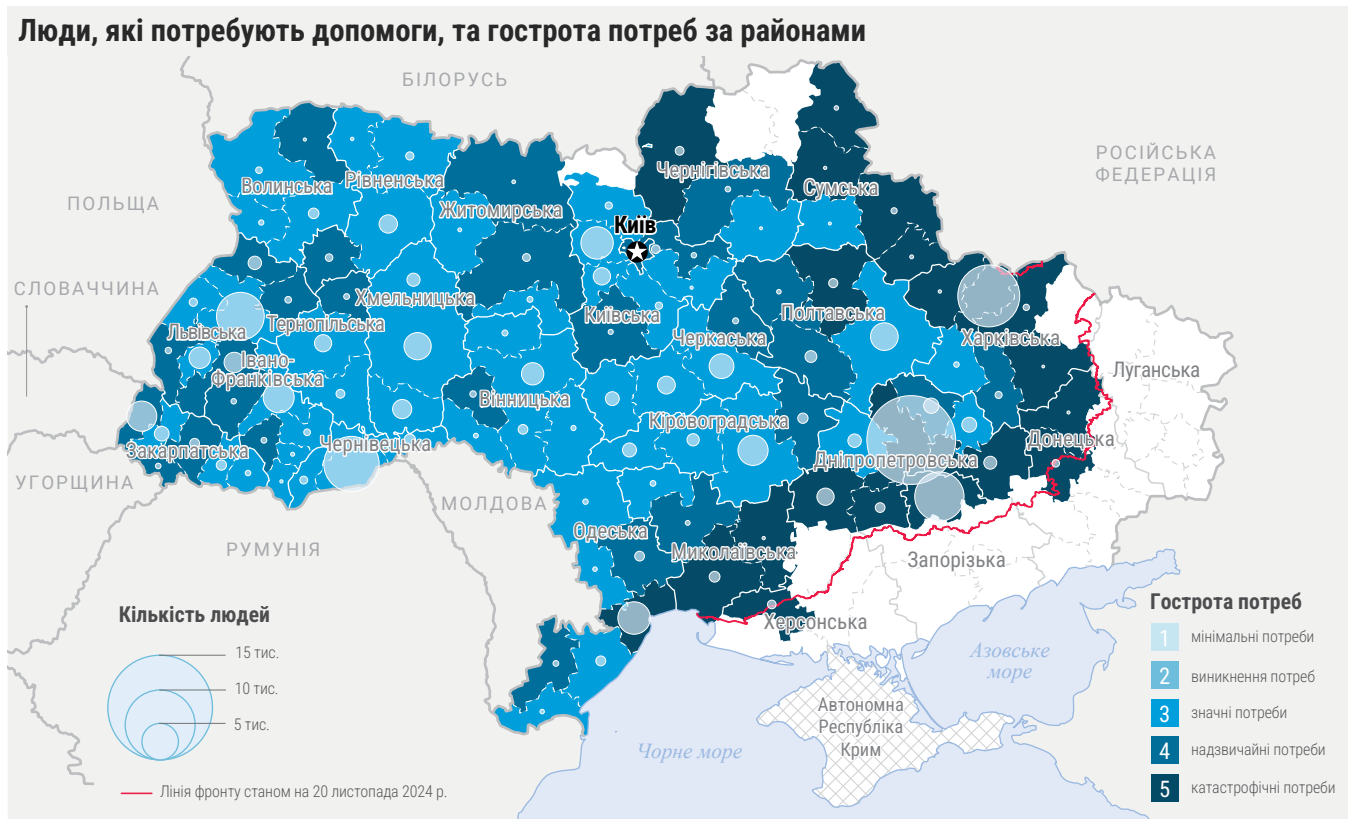 Люди, які потребують допомоги, та гострота потреб за районами
БІЛОРУСЬ
РОСІЙСЬКА
ФЕДЕРАЦІЯ
ПОЛЬЩА
СЛОВАЧЧИНА
УГОРЩИНА
РУМУНІЯ
МОЛДОВА
Волинська
Рівненська
Житомирська
Чернігівська
Сумська
Київ
Львівська
Тернопільська
Хмельницька
Київська
Черкаська
Полтавська
Харківська
Луганська
Івано-
Франківська
Закарпатська
Чернівецька
Вінницька
Кіровоградська
Дніпропетровська
Донецька
Одеська
Миколаївська
Запорізька
Херсонська
Автономна
Республіка
Крим
Азовське
море
Чорне море
Кількість людей
15 тис.
10 тис.
5 тис.
Лінія фронту станом на 20 листопада 2024 р.
Гострота потреб
1 мінімальні потреби
2 виникнення потреб
3 значні потреби
4 надзвичайні потреби
5 катастрофічні потреби